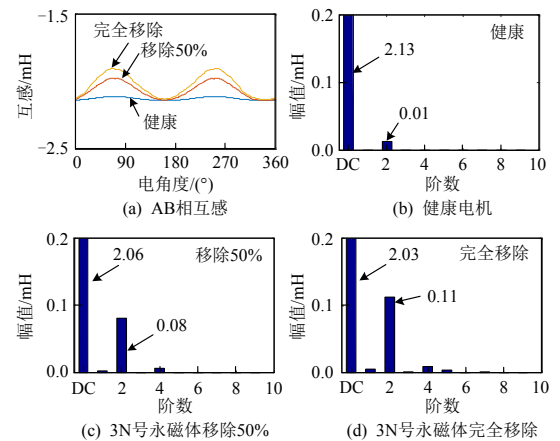 −1.5
完全移除
移除50%
互感/mH
健康
−2.5
0 90 180 270 360
电角度/(°)
(a) AB相互感
0.2
健康
2.13
幅值/mH
0.1
0.01
0.0
DC 2 4 6 8 10
阶数
(b) 健康电机
0.2
移除50%
2.06
幅值/mH
0.1
0.08
0.0
DC 2 4 6 8 10
阶数
(c) 3N号永磁体移除50%
0.2
完全移除
2.03
幅值/mH
0.1
0.11
0.0
DC 2 4 6 8 10
阶数
(d) 3N号永磁体完全移除